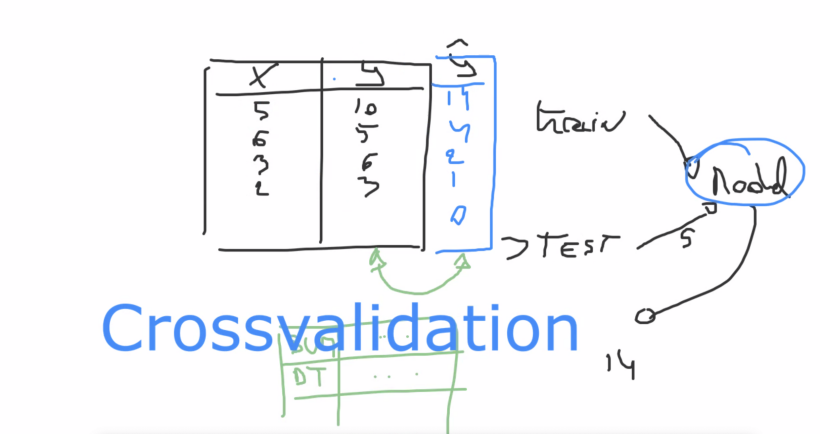 X y ŷ
5 10 14
6 5 4
3 6 2
2 3 1
0
train
Model
TEST
5
14
Crossvalidation
SVM . . .
DT . . .